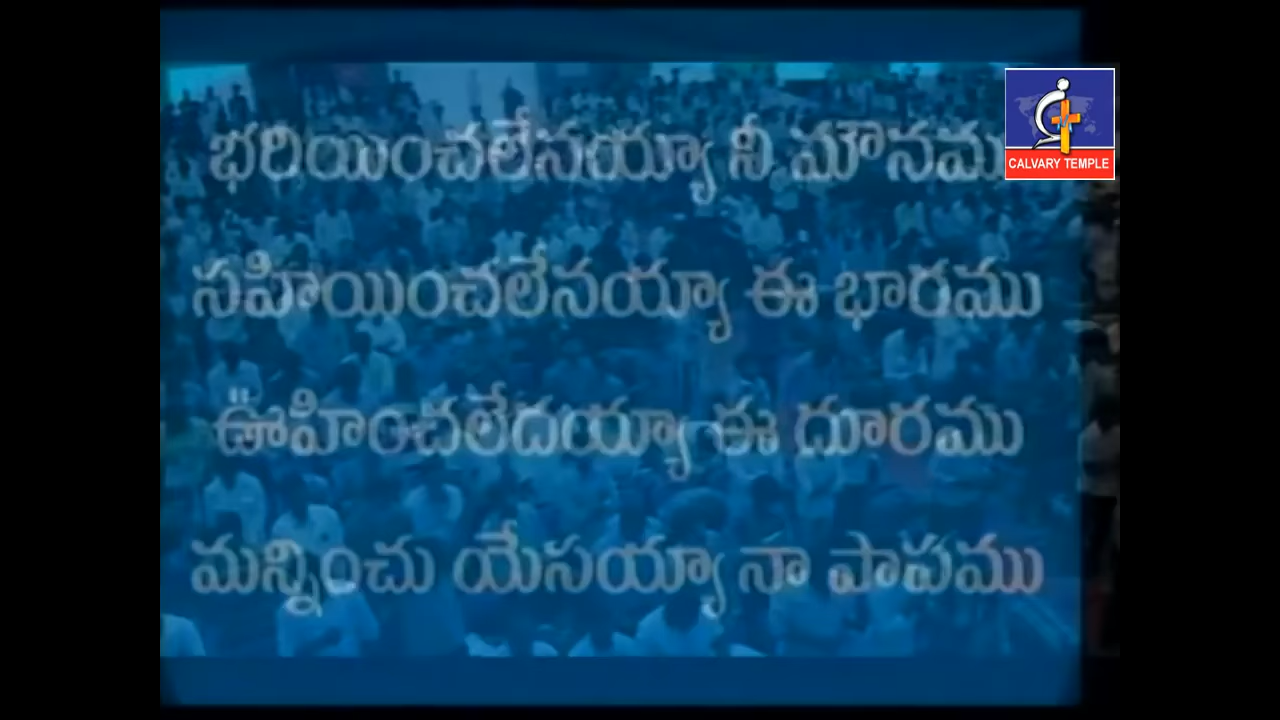 భరియించలేనయ్యా నీ మౌనము
CALVARY TEMPLE
సహియించలేనయ్యా ఈ భారము
ఊహించలేదయ్యా ఈ దూరము
మన్నించు యేసయ్యా నా పాపము